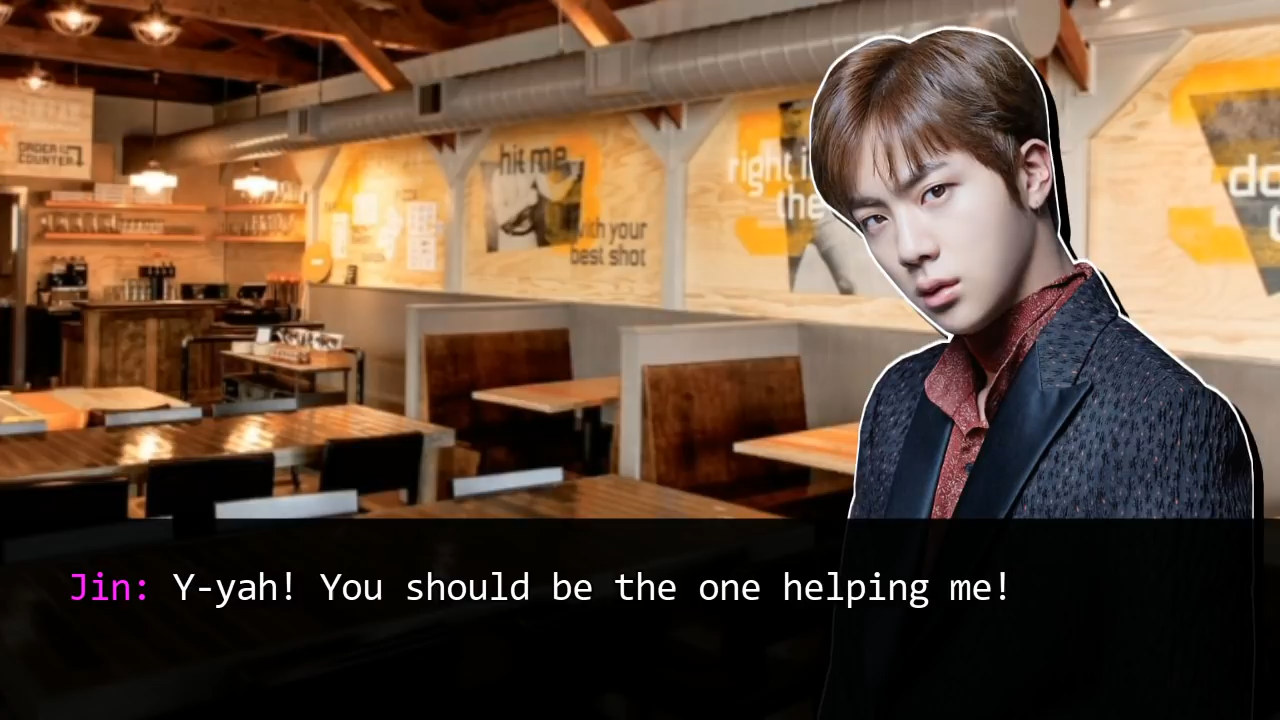 ORDER @
COUNTER
hit me
with your
best shot
right i
the
do
Jin: Y-yah! You should be the one helping me!